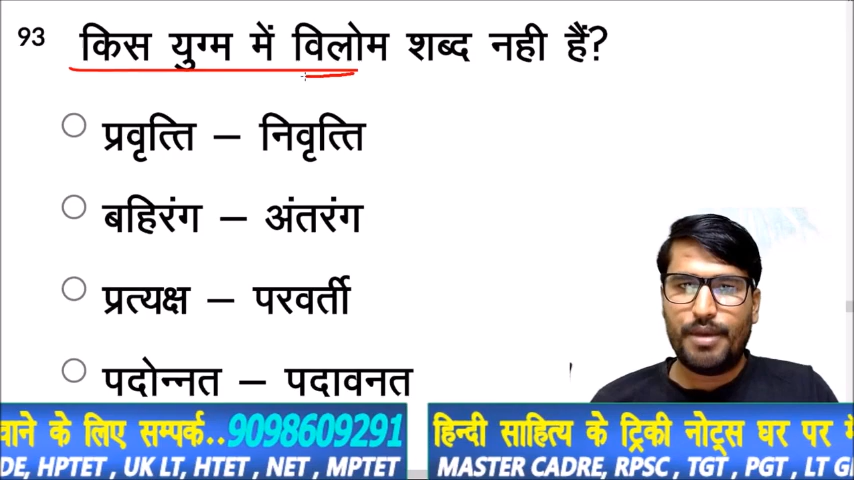 93 किस युग्म में विलोम शब्द नही हैं?
प्रवृत्ति – निवृत्ति
बहिरंग – अंतरंग
प्रत्यक्ष – परवर्ती
पदोन्नत – पदावनत
वाने के लिए सम्पर्क..9098609291 हिन्दी साहित्य के ट्रिकी नोट्स घर पर
DE, HPTET , UK LT, HTET , NET , MPTET MASTER CADRE, RPSC , TGT , PGT , LT